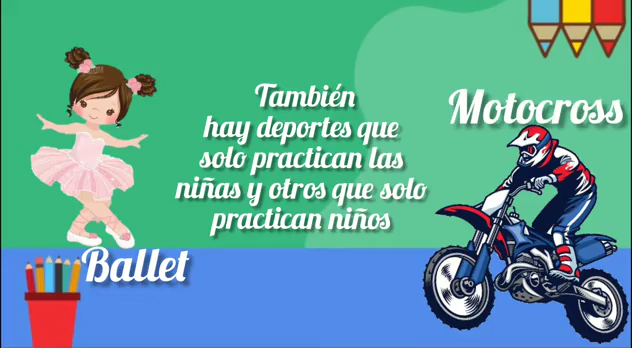 También
hay deportes que
solo practican las
niñas y otros que solo
practican niños
Motocross
Ballet